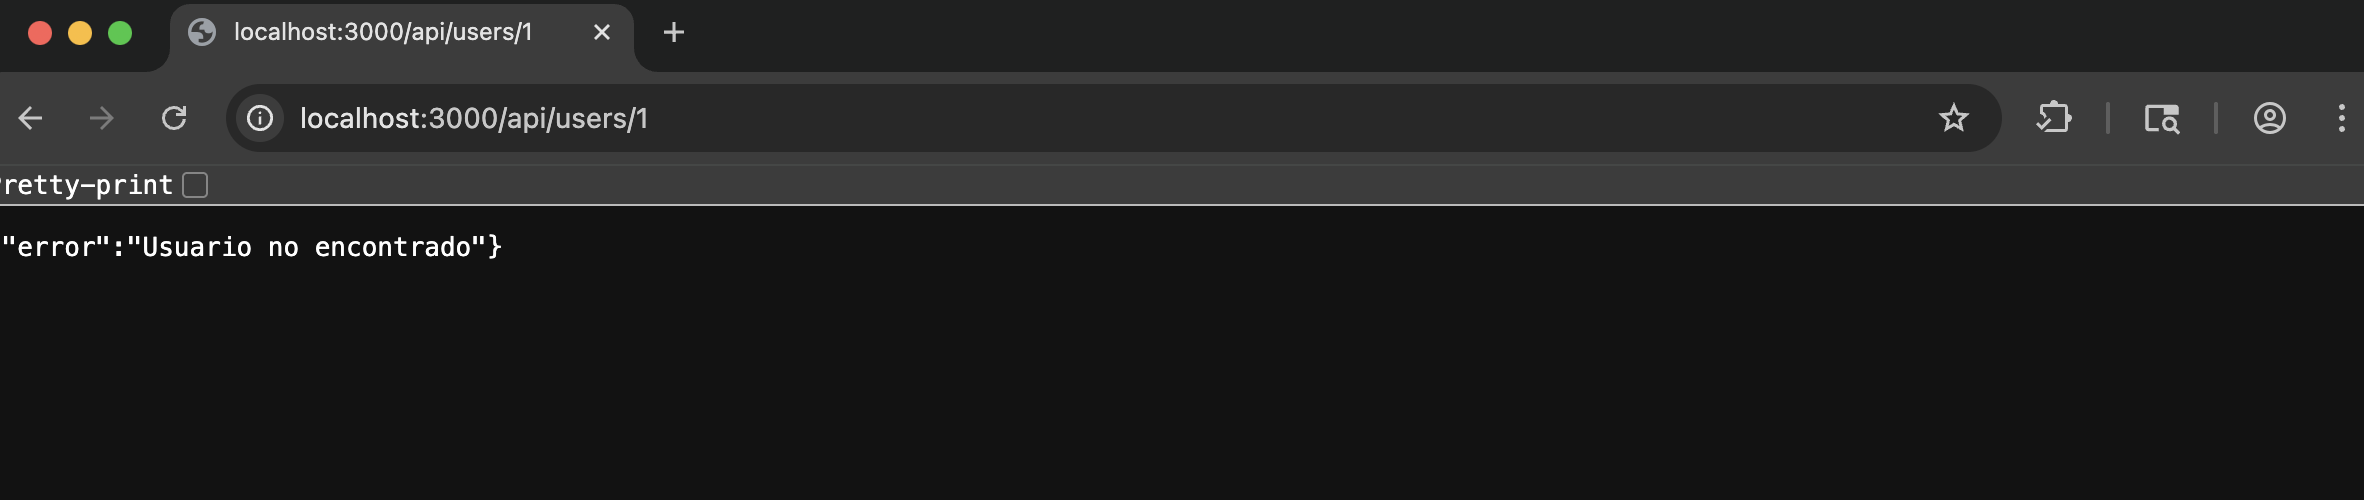 localhost:3000/api/users/1
localhost:3000/api/users/1
retty-print
"error":"Usuario no encontrado"}